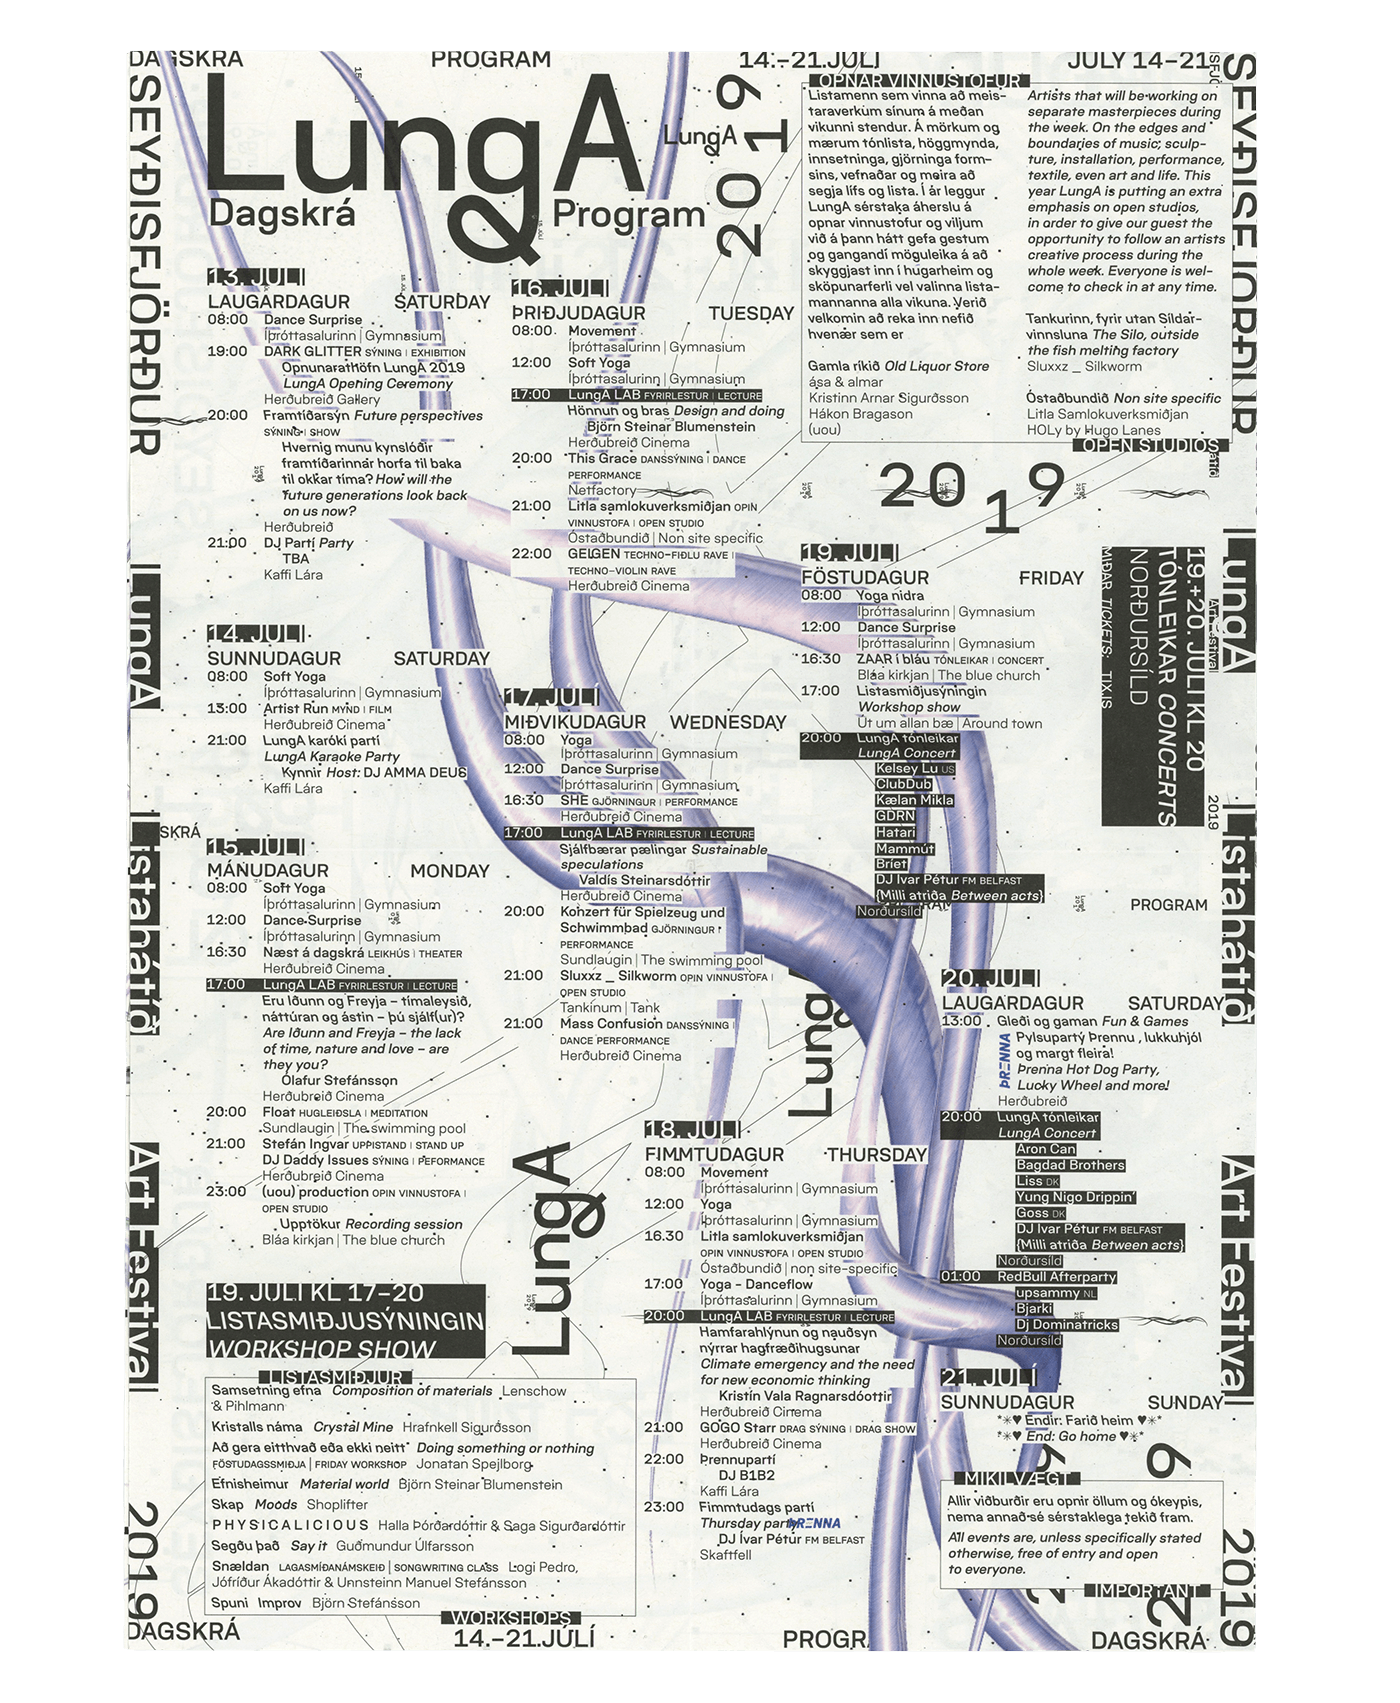 DAGSKRÁ
PROGRAM
14.–21.JÚLÍ
JULY 14–21
SEYÐISFJÖRÐUR
LungA
Dagskrá
Program
LungA
2019
SEYÐISFJÖRÐUR
OPNAR VINNUSTOFUR
Listamenn sem vinna að meis–
taraverkum sínum á meðan
vikunni stendur. Á mörkum og
mærum tónlista, höggmynda,
innsetninga, gjörninga form–
sins, vefnaðar og meira að
segja lífs og lista. Í ár leggur
LungA sérstaka áherslu á
opnar vinnustofur og viljum
við á þann hátt gefa gestum
og gangandi möguleika á að
skyggjast inn í hugarheim og
sköpunarferli vel valinna lista–
mannanna alla vikuna. Verið
velkomin að reka inn nefið
hvenær sem er
Gamla ríkið Old Liquor Store
ása & almar
Kristinn Arnar Sigurðsson
Hákon Bragason
(uou)
Artists that will be working on
separate masterpieces during
the week. On the edges and
boundaries of music, sculp–
ture, installation, performance,
textile, even art and life. This
year LungA is putting an extra
emphasis on open studios,
in order to give our guest the
opportunity to follow an artists
creative process during the
whole week. Everyone is wel–
come to check in at any time.
Tankurinn, fyrir utan Síldar–
vinnsluna The Silo, outside
the fish melting factory
Sluxxz _ Silkworm
Óstaðbundið Non site specific
Litla Samlokuverksmiðjan
HOLy by Hugo Lanes
OPEN STUDIOS
2019
13. JÚLÍ
LAUGARDAGUR SATURDAY
08:00 Dance Surprise
Íþróttasalurinn | Gymnasium
19:00 DARK GLITTER SÝNING | EXHIBITION
Opnunarathöfn LungA 2019
LungA Opening Ceremony
Herðubreið Gallery
20:00 Framtíðarsýn Future perspectives
SÝNING | SHOW
Hvernig munu kynslóðir
framtíðarinnar horfa til baka
til okkar tíma? How will the
future generations look back
on us now?
Herðubreið
21:00 DJ Partí Party
TBA
Kaffi Lára
14. JÚLÍ
SUNNUDAGUR SATURDAY
08:00 Soft Yoga
Íþróttasalurinn | Gymnasium
13:00 Artist Run MYND | FILM
Herðubreið Cinema
21:00 LungA karókí partí
LungA Karaoke Party
Kynnir Host: DJ AMMA DEUS
Kaffi Lára
15. JÚLÍ
MÁNUDAGUR MONDAY
08:00 Soft Yoga
Íþróttasalurinn | Gymnasium
12:00 Dance Surprise
Íþróttasalurinn | Gymnasium
16:30 Næst á dagskrá LEIKHÚS | THEATER
Herðubreið Cinema
17:00 LungA LAB FYRIRLESTUR | LECTURE
Eru Iðunn og Freyja – tímaleysið,
náttúran og ástin – þú sjálf(ur)?
Are Iðunn and Freyja – the lack
of time, nature and love – are
they you?
Ólafur Stefánsson
Herðubreið Cinema
20:00 Float HUGLEIÐSLA | MEDITATION
Sundlaugin | The swimming pool
21:00 Stefán Ingvar UPPISTAND | STAND UP
DJ Daddy Issues SÝNING | PEFORMANCE
Herðubreið Cinema
23:00 (uou) production OPIN VINNUSTOFA |
OPEN STUDIO
Upptökur Recording session
Bláa kirkjan | The blue church
16. JÚLÍ
ÞRIÐJUDAGUR TUESDAY
08:00 Movement
Íþróttasalurinn | Gymnasium
12:00 Soft Yoga
Íþróttasalurinn | Gymnasium
17:00 LungA LAB FYRIRLESTUR | LECTURE
Hönnun og bras Design and doing
Björn Steinar Blumenstein
Herðubreið Cinema
20:00 This Grace DANSSÝNING | DANCE
PERFORMANCE
Netfactory
21:00 Litla samlokuverksmiðjan OPIN
VINNUSTOFA | OPEN STUDIO
Óstaðbundið | Non site specific
22:00 GEIGEN TECHNO–FIÐLU RAVE |
TECHNO–VIOLIN RAVE
Herðubreið Cinema
17. JÚLÍ
MIÐVIKUDAGUR WEDNESDAY
08:00 Yoga
Íþróttasalurinn | Gymnasium
12:00 Dance Surprise
Íþróttasalurinn | Gymnasium
16:30 SHE GJÖRNINGUR | PERFORMANCE
Herðubreið Cinema
17:00 LungA LAB FYRIRLESTUR | LECTURE
Sjálfbærar pælingar Sustainable
speculations
Valdís Steinarsdóttir
Herðubreið Cinema
20:00 Konzert für Spielzeug und
Schwimmbad GJÖRNINGUR |
PERFORMANCE
Sundlaugin | The swimming pool
21:00 Sluxxz _ Silkworm OPIN VINNUSTOFA |
OPEN STUDIO
Tankinum | Tank
21:00 Mass Confusion DANSSÝNING |
DANCE PERFORMANCE
Herðubreið Cinema
18. JÚLÍ
FIMMTUDAGUR THURSDAY
08:00 Movement
Íþróttasalurinn | Gymnasium
12:00 Yoga
Íþróttasalurinn | Gymnasium
16.30 Litla samlokuverksmiðjan
OPIN VINNUSTOFA | OPEN STUDIO
Óstaðbundið | non site-specific
17:00 Yoga – Danceflow
Íþróttasalurinn | Gymnasium
20:00 LungA LAB FYRIRLESTUR | LECTURE
Hamfarahlýnun og nauðsyn
nýrrar hagfræðihugsunar
Climate emergency and the need
for new economic thinking
Kristín Vala Ragnarsdóottir
Herðubreið Cinema
21:00 GÓGÓ Starr DRAG SÝNING | DRAG SHOW
Herðubreið Cinema
22:00 Þrennupartí
DJ B1B2
Kaffi Lára
23:00 Fimmtudags partí
Thursday party ÞRENNA
DJ Ívar Pétur FM BELFAST
Skaftfell
19. JÚLÍ
FÖSTUDAGUR FRIDAY
08:00 Yoga nidra
Íþróttasalurinn | Gymnasium
12:00 Dance Surprise
Íþróttasalurinn | Gymnasium
16:30 ZAAR í bláu TÓNLEIKAR | CONCERT
Bláa kirkjan | The blue church
17:00 Listasmiðjusýningin
Workshop show
Út um allan bæ | Around town
20:00 LungA tónleikar
LungA Concert
Kelsey Lu US
ClubDub
Kælan Mikla
GDRN
Hatari
Mammút
Bríet
DJ Ívar Pétur FM BELFAST
{Milli atriða Between acts}
Norðursíld
19.+20. JÚLÍ KL 20
TÓNLEIKAR CONCERTS
NORÐURSÍLD
MIÐAR TICKETS: TIX.IS
2019
PROGRAM
20. JÚLÍ
LAUGARDAGUR SATURDAY
13:00 Gleði og gaman Fun & Games
ÞRENNA
Pylsupartý Þrennu , lukkuhjól
og margt fleira!
Þrenna Hot Dog Party,
Lucky Wheel and more!
Herðubreið
20:00 LungA tónleikar
LungA Concert
Aron Can
Bagdad Brothers
Liss DK
Yung Nigo Drippin'
Goss DK
DJ Ívar Pétur FM BELFAST
{Milli atriða Between acts}
Norðursíld
01:00 RedBull Afterparty
upsammy NL
Bjarki
Dj Dominatricks
Norðursíld
21. JÚLÍ
SUNNUDAGUR SUNDAY
*✳♥ Endir: Farið heim ♥✳*
*✳♥ End: Go home ♥✳*
MIKILVÆGT
Allir viðburðir eru opnir öllum og ókeypis,
nema annað sé sérstaklega tekið fram.
All events are, unless specifically stated
otherwise, free of entry and open
to everyone.
IMPORTANT
19. JÚLÍ KL 17–20
LISTASMIÐJUSÝNINGIN
WORKSHOP SHOW
LISTASMIÐJUR
Samsetning efna Composition of materials Lenschow
& Pihlmann
Kristalls náma Crystal Mine Hrafnkell Sigurðsson
Að gera eitthvað eða ekki neitt Doing something or nothing
FÖSTUDAGSSMIÐJA | FRIDAY WORKSHOP Jonatan Spejlborg
Efnisheimur Material world Björn Steinar Blumenstein
Skap Moods Shoplifter
PHYSICALICIOUS Halla Þórðardóttir & Saga Sigurðardóttir
Segðu það Say it Guðmundur Úlfarsson
Snældan LAGASMÍÐANÁMSKEIÐ | SONGWRITING CLASS Logi Pedro,
Jófríður Ákadóttir & Unnsteinn Manuel Stefánsson
Spuni Improv Björn Stefánsson
WORKSHOPS
LungA
LungA
LungA
Listahátíð
Art Festival
2019
LungA
Listahátíð
Art Festival
2019
DAGSKRÁ
14.–21.JÚLÍ
PROGR
DAGSKRÁ